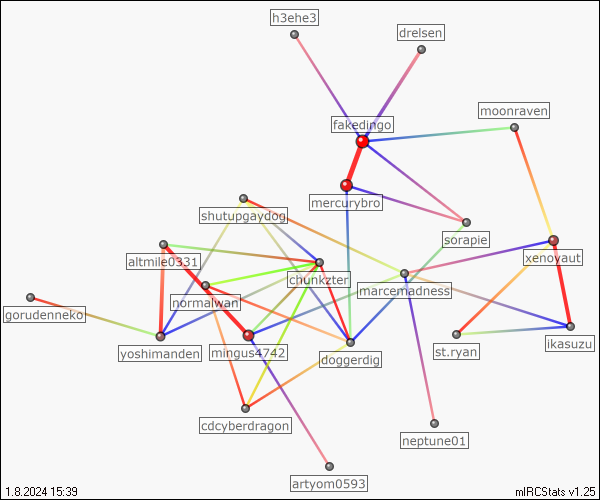 h3ehe3
drelsen
moonraven
fakedingo
mercurybro
shutupgaydog
sorapie
xenoyaut
altmile0331
chunkzter
marcemadness
normalwan
gorudenneko
yoshimanden
mingus4742
doggerdig
st.ryan
ikasuzu
cdcyberdragon
neptune01
artyom0593
1.8.2024 15:39
mIRCStats v1.25